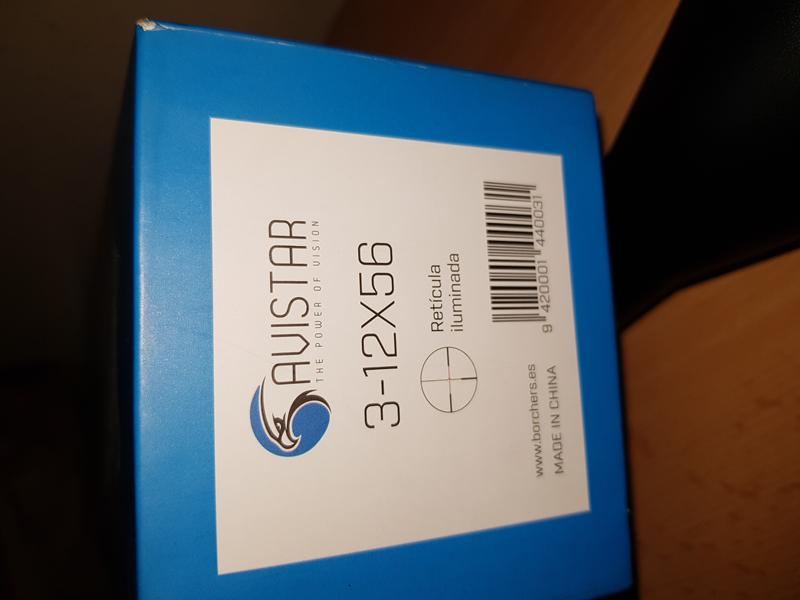 AVISTAR
THE POWER OF VISION
3-12X56
Retícula
iluminada
9 420001 440031
www.borchers.es
MADE IN CHINA